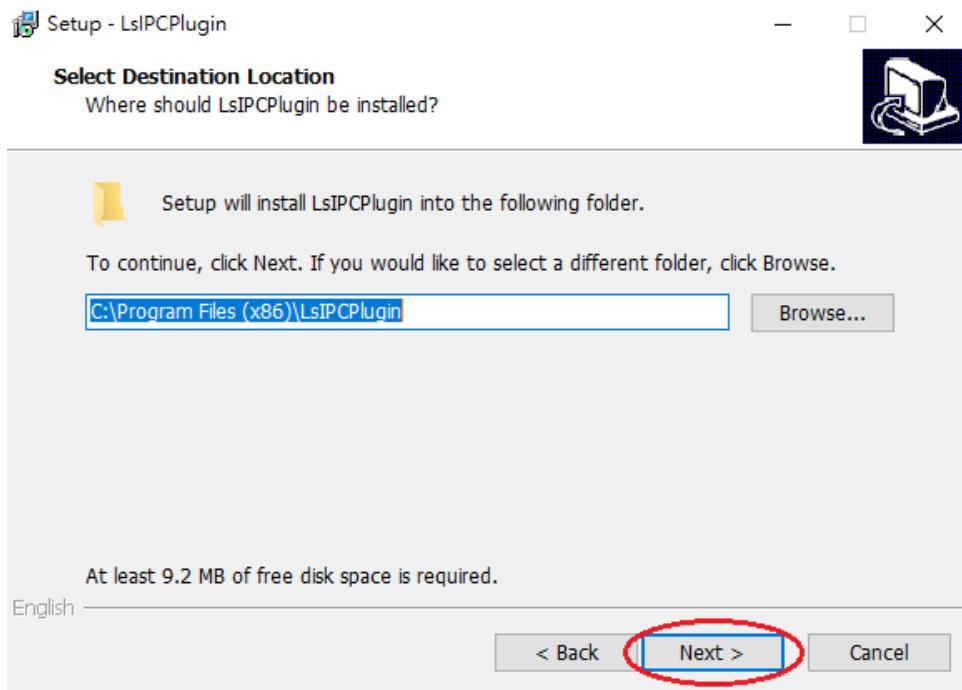 Setup - LsIPCPlugin
Select Destination Location
Where should LsIPCPlugin be installed?
Setup will install LsIPCPlugin into the following folder.
To continue, click Next. If you would like to select a different folder, click Browse.
C:\Program Files (x86)\LsIPCPlugin
Browse...
At least 9.2 MB of free disk space is required.
English
< Back
Next >
Cancel